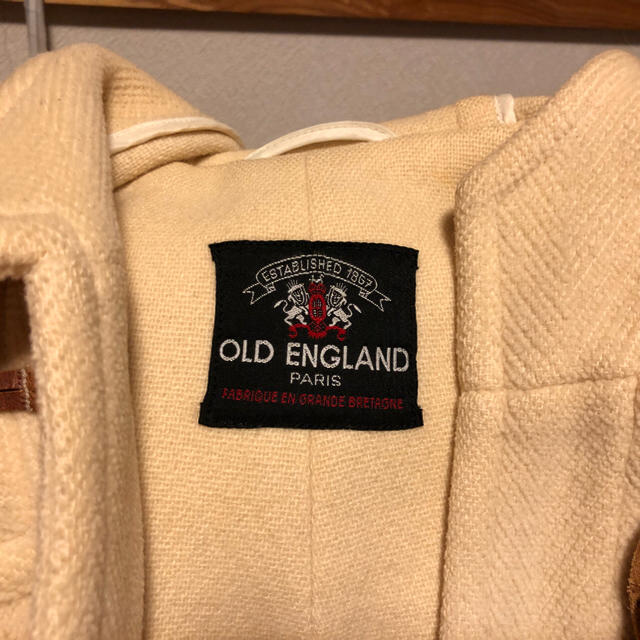 ESTABLISHED 1867
OLD ENGLAND
PARIS
FABRIQUE EN GRANDE BRETAGNE